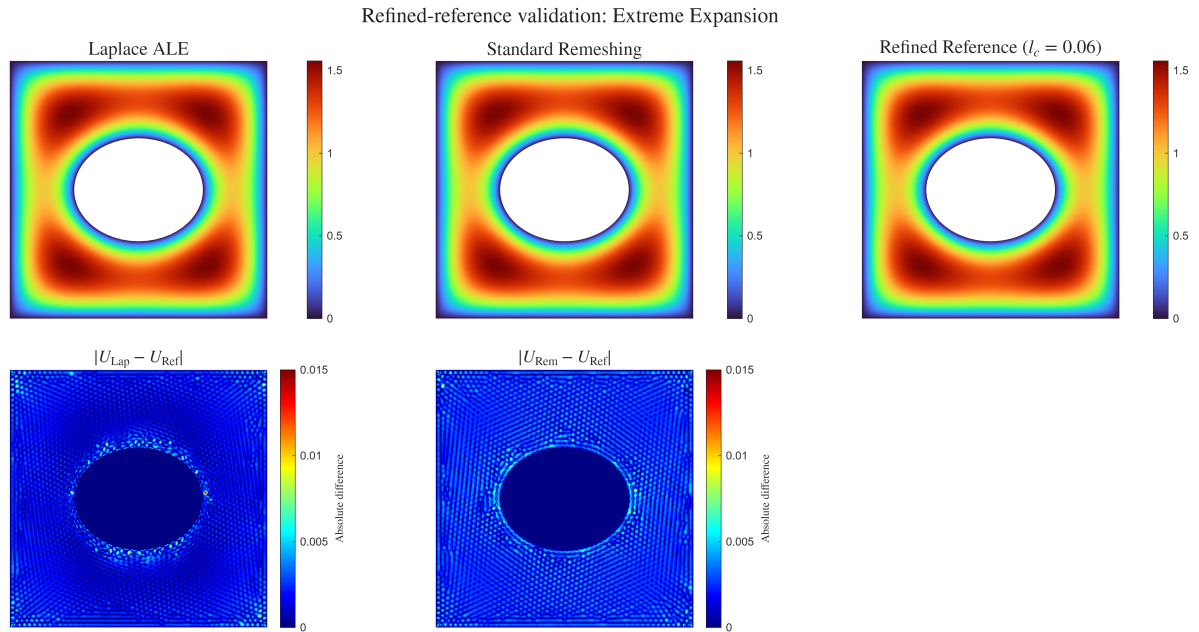 Refined-reference validation: Extreme Expansion
Laplace ALE
Standard Remeshing
Refined Reference (l_c = 0.06)
1.5
1
0.5
0
1.5
1
0.5
0
1.5
1
0.5
0
|U_Lap − U_Ref|
|U_Rem − U_Ref|
0.015
0.01
0.005
0
Absolute difference
0.015
0.01
0.005
0
Absolute difference